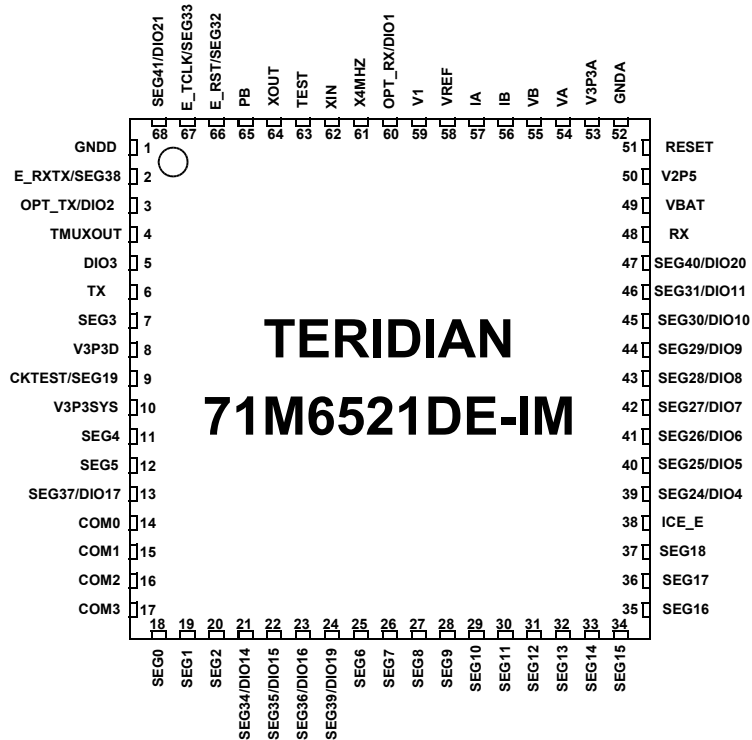 SEG41/DIO21
E_TCLK/SEG33
E_RST/SEG32
PB
XOUT
TEST
XIN
X4MHZ
OPT_RX/DIO1
V1
VREF
IA
IB
VB
VA
V3P3A
GNDA
68 67 66 65 64 63 62 61 60 59 58 57 56 55 54 53 52
GNDD 1
E_RXTX/SEG38 2
OPT_TX/DIO2 3
TMUXOUT 4
DIO3 5
TX 6
SEG3 7
V3P3D 8
CKTEST/SEG19 9
V3P3SYS 10
SEG4 11
SEG5 12
SEG37/DIO17 13
COM0 14
COM1 15
COM2 16
COM3 17
TERIDIAN
71M6521DE-IM
51 RESET
50 V2P5
49 VBAT
48 RX
47 SEG40/DIO20
46 SEG31/DIO11
45 SEG30/DIO10
44 SEG29/DIO9
43 SEG28/DIO8
42 SEG27/DIO7
41 SEG26/DIO6
40 SEG25/DIO5
39 SEG24/DIO4
38 ICE_E
37 SEG18
36 SEG17
35 SEG16
18 19 20 21 22 23 24 25 26 27 28 29 30 31 32 33 34
SEG0
SEG1
SEG2
SEG34/DIO14
SEG35/DIO15
SEG36/DIO16
SEG39/DIO19
SEG6
SEG7
SEG8
SEG9
SEG10
SEG11
SEG12
SEG13
SEG14
SEG15